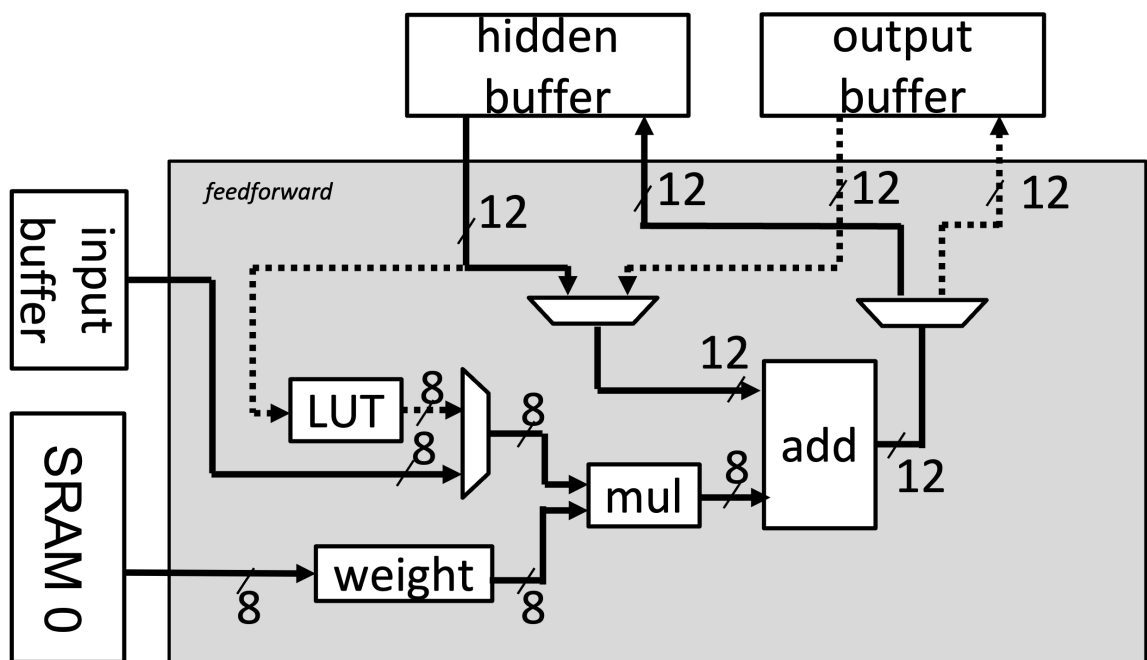 hidden
buffer
output
buffer
feedforward
12
12
12
12
input
buffer
LUT
8
8
8
12
add
12
SRAM 0
mul
8
weight
8
8